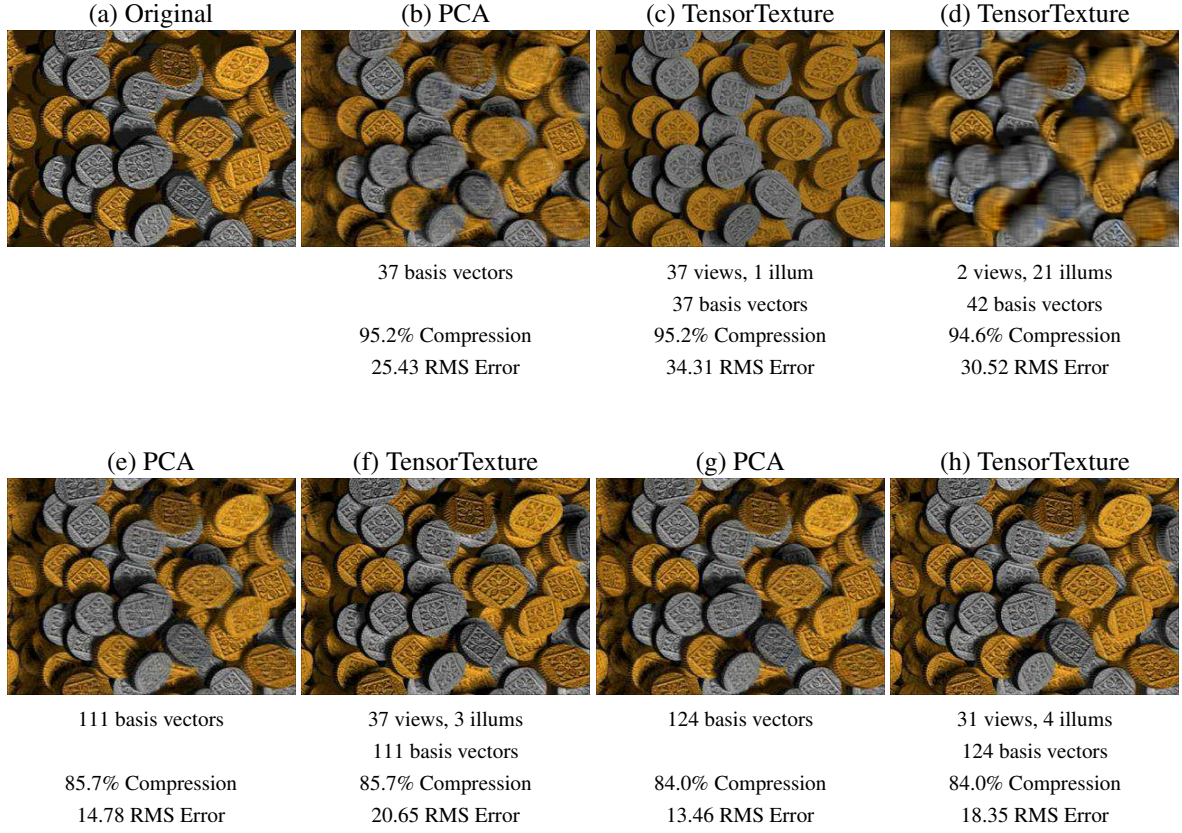 (a) Original
(b) PCA
(c) TensorTexture
(d) TensorTexture
37 basis vectors
37 views, 1 illum
2 views, 21 illums
37 basis vectors
42 basis vectors
95.2% Compression
95.2% Compression
94.6% Compression
25.43 RMS Error
34.31 RMS Error
30.52 RMS Error
(e) PCA
(f) TensorTexture
(g) PCA
(h) TensorTexture
111 basis vectors
37 views, 3 illums
124 basis vectors
31 views, 4 illums
111 basis vectors
124 basis vectors
85.7% Compression
85.7% Compression
84.0% Compression
84.0% Compression
14.78 RMS Error
20.65 RMS Error
13.46 RMS Error
18.35 RMS Error